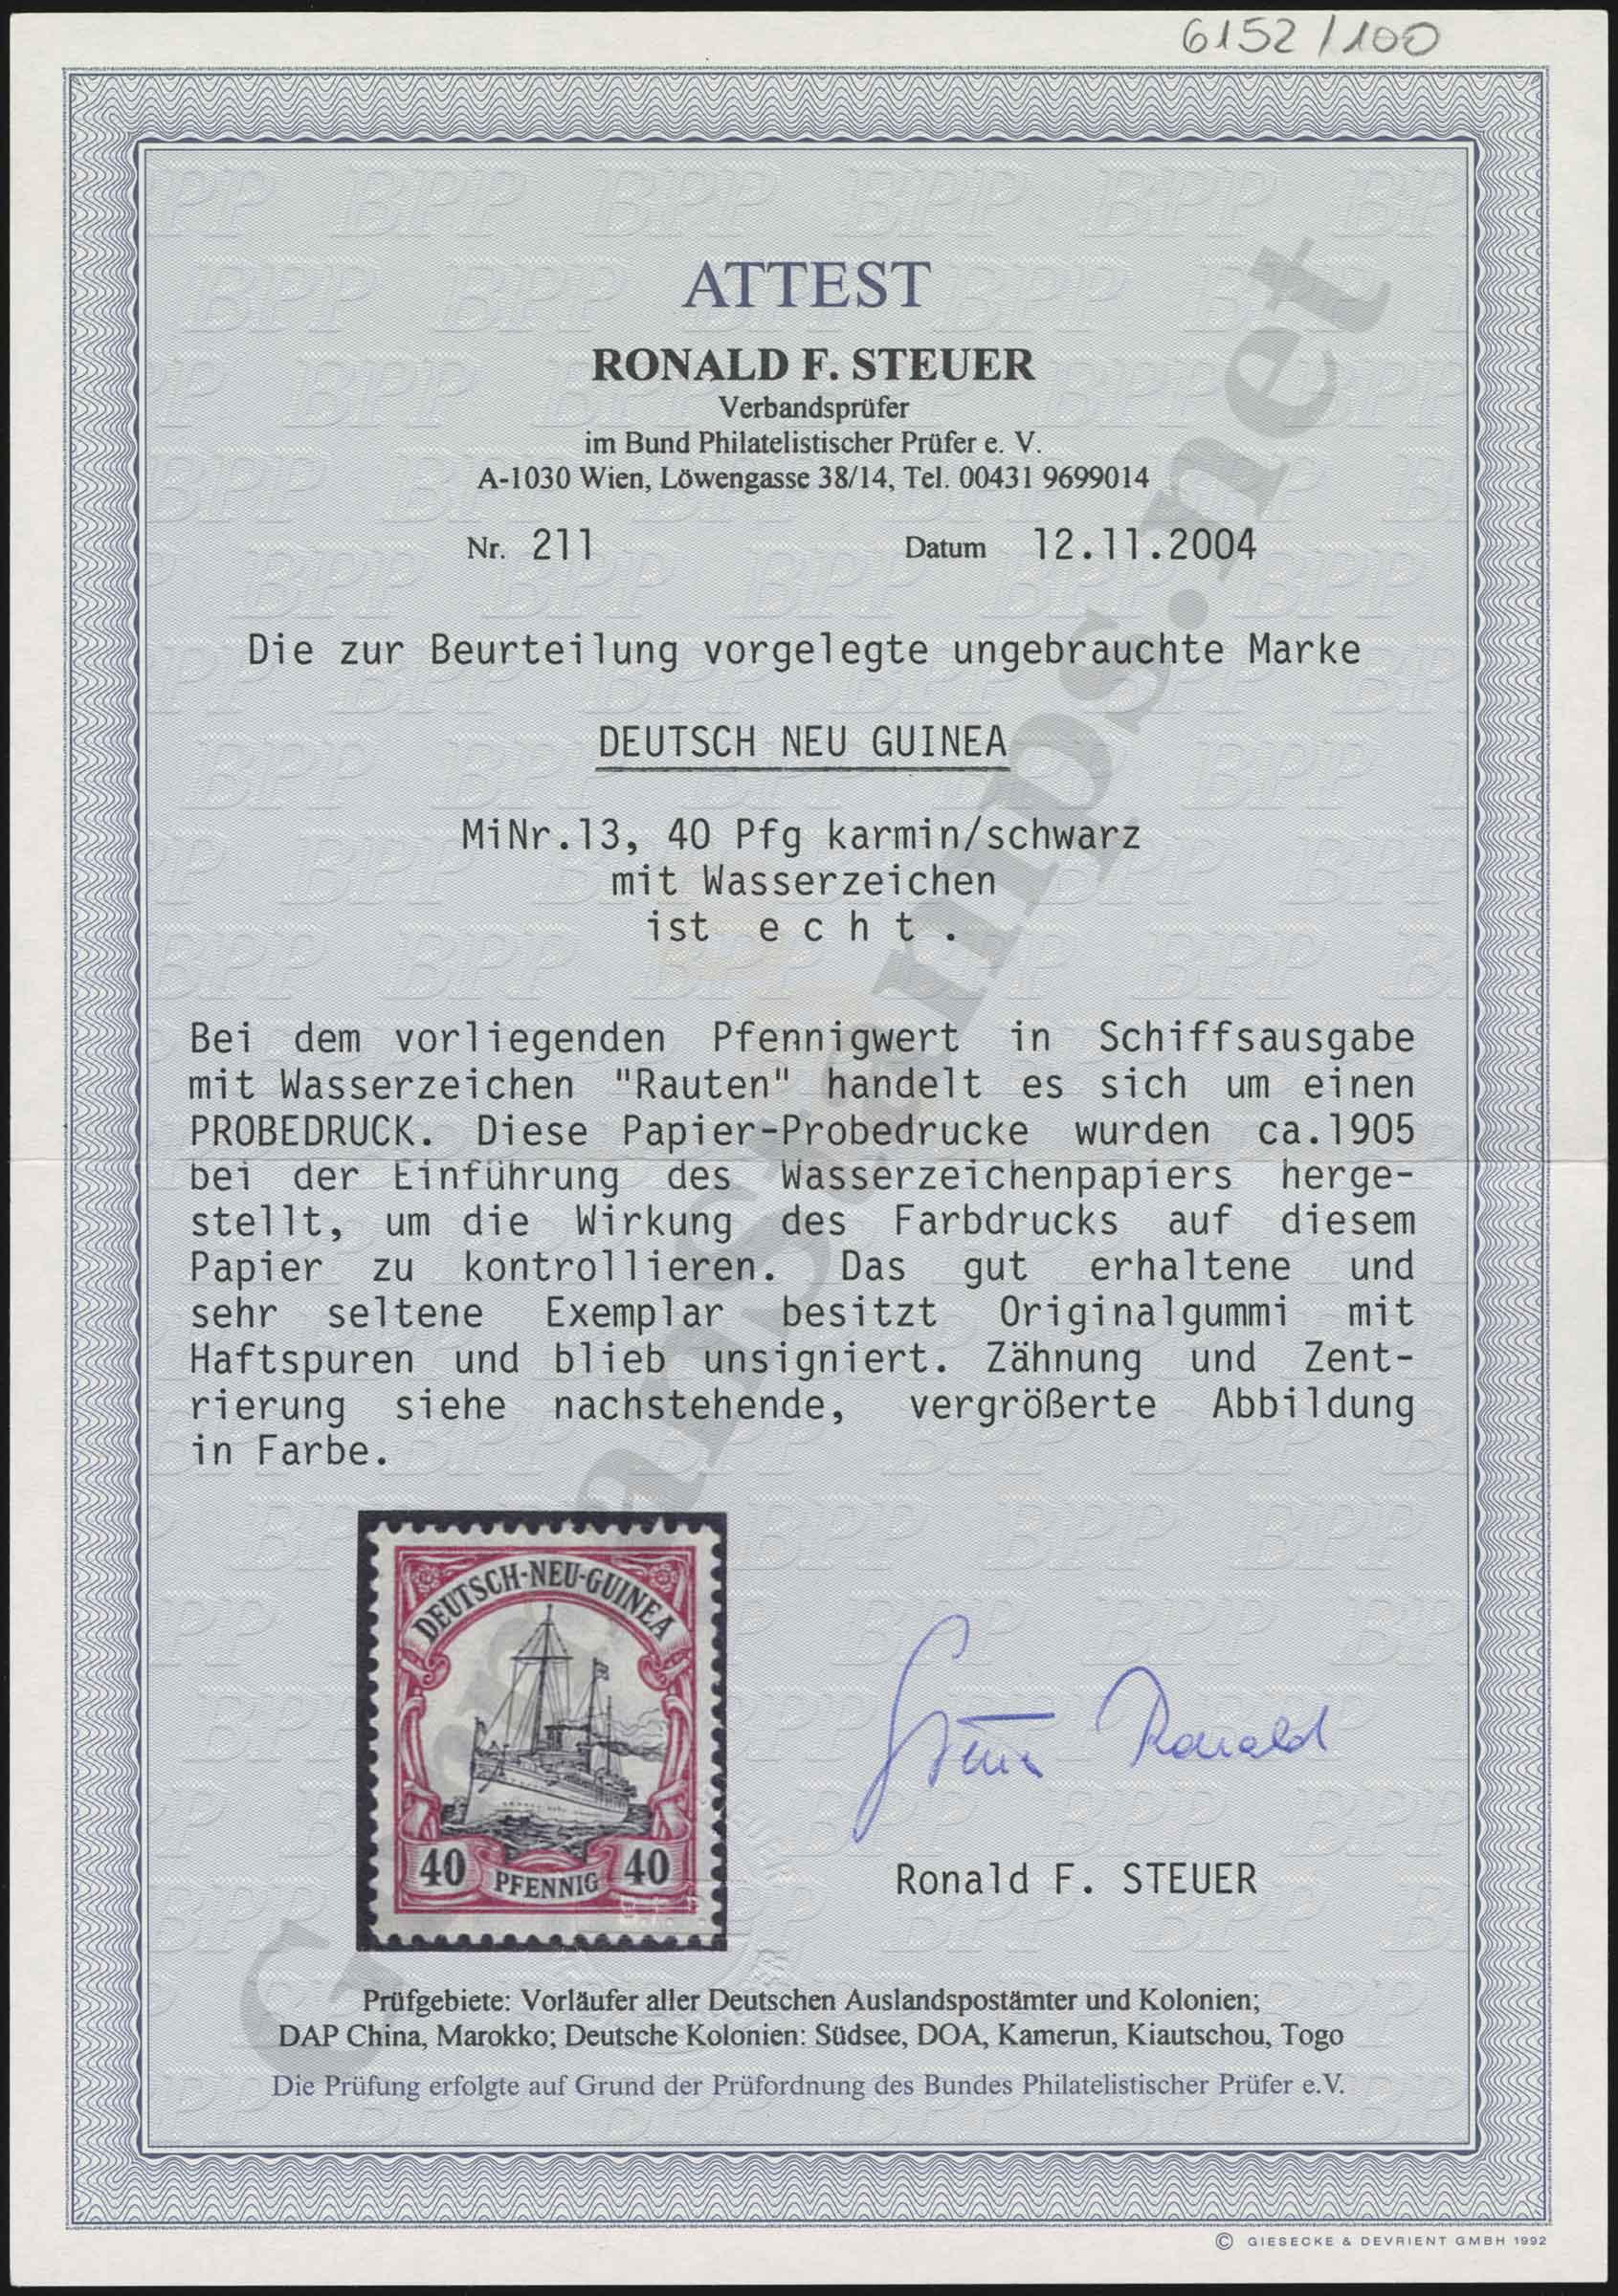 6152/100
ATTEST
RONALD F. STEUER
Verbandsprüfer
im Bund Philatelistischer Prüfer e. V.
A-1030 Wien, Löwengasse 38/14, Tel. 00431 9699014
Nr. 211 Datum 12.11.2004
Die zur Beurteilung vorgelegte ungebrauchte Marke
DEUTSCH NEU GUINEA
MiNr.13, 40 Pfg karmin/schwarz
mit Wasserzeichen
ist e c h t .
Bei dem vorliegenden Pfennigwert in Schiffsausgabe
mit Wasserzeichen "Rauten" handelt es sich um einen
PROBEDRUCK. Diese Papier-Probedrucke wurden ca.1905
bei der Einführung des Wasserzeichenpapiers herge-
stellt, um die Wirkung des Farbdrucks auf diesem
Papier zu kontrollieren. Das gut erhaltene und
sehr seltene Exemplar besitzt Originalgummi mit
Haftspuren und blieb unsigniert. Zähnung und Zent-
rierung siehe nachstehende, vergrößerte Abbildung
in Farbe.
DEUTSCH-NEU-GUINEA
40 PFENNIG 40
Steuer Ronald
Ronald F. STEUER
Prüfgebiete: Vorläufer aller Deutschen Auslandspostämter und Kolonien;
DAP China, Marokko; Deutsche Kolonien: Südsee, DOA, Kamerun, Kiautschou, Togo
Die Prüfung erfolgte auf Grund der Prüfordnung des Bundes Philatelistischer Prüfer e.V.
© GIESECKE & DEVRIENT GMBH 1992
GermanStamps.net